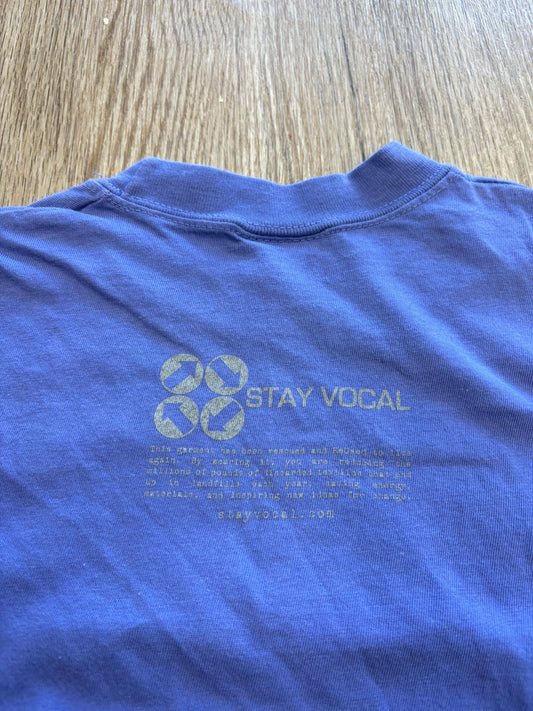 STAY VOCAL
This garment has been rescued and ReUsed to live
again. By wearing it, you are reducing the
millions of pounds of discarded textiles that end
up in landfills each year; saving energy,
materials, and inspiring new ideas for change.
stayvocal.com